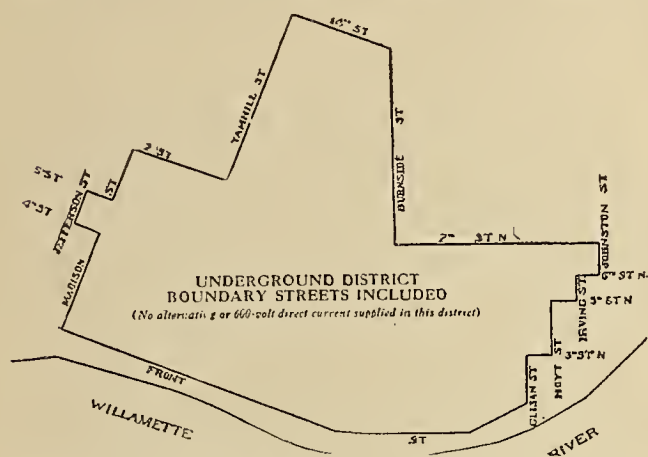 16TH ST
YAMHILL ST
7TH ST
BURNSIDE ST
5TH ST
4TH ST
JEFFERSON ST
ST
MADISON
7TH ST N
JOHNSTON ST
6TH ST N
5TH ST N
IRVING ST
3RD ST N
HOYT ST
GLISAN ST
UNDERGROUND DISTRICT
BOUNDARY STREETS INCLUDED
(No alternating or 600-volt direct current supplied in this district)
FRONT ST
WILLAMETTE RIVER